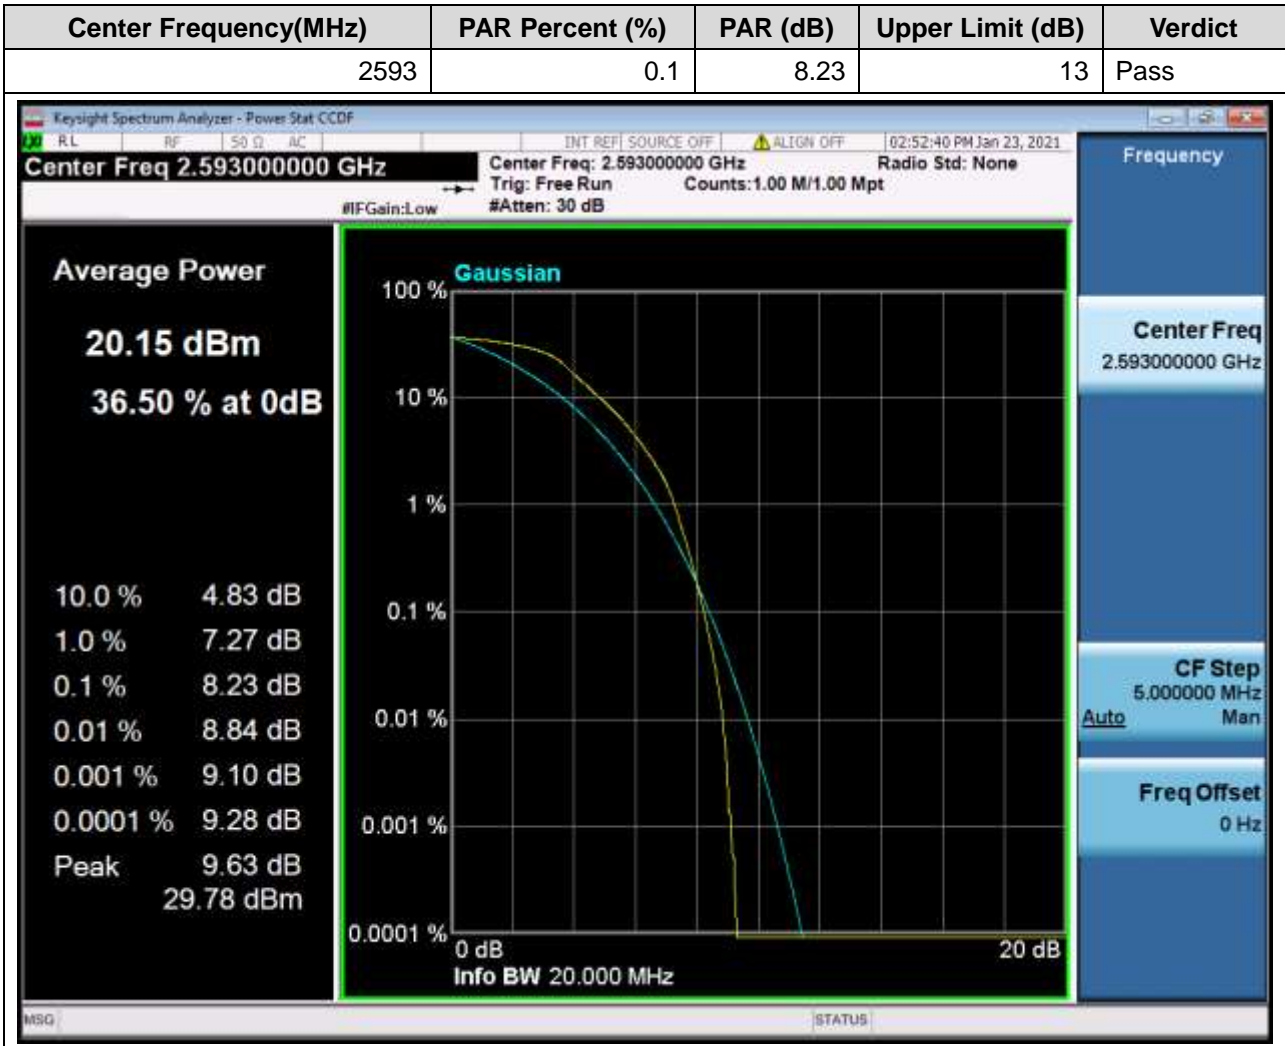 Center Frequency(MHz) PAR Percent (%) PAR (dB) Upper Limit (dB) Verdict
2593 0.1 8.23 13 Pass
Keysight Spectrum Analyzer - Power Stat CCDF
RL RF 50 Ω AC INT REF SOURCE OFF ALIGN OFF 02:52:40 PM Jan 23, 2021
Center Freq 2.593000000 GHz
Center Freq: 2.593000000 GHz Radio Std: None
Trig: Free Run Counts:1.00 M/1.00 Mpt
#IFGain:Low #Atten: 30 dB
Average Power
20.15 dBm
36.50 % at 0dB
10.0 % 4.83 dB
1.0 % 7.27 dB
0.1 % 8.23 dB
0.01 % 8.84 dB
0.001 % 9.10 dB
0.0001 % 9.28 dB
Peak 9.63 dB
29.78 dBm
Gaussian
100 %
10 %
1 %
0.1 %
0.01 %
0.001 %
0.0001 %
0 dB 20 dB
Info BW 20.000 MHz
Frequency
Center Freq
2.593000000 GHz
CF Step
5.000000 MHz
Auto Man
Freq Offset
0 Hz
MSG STATUS